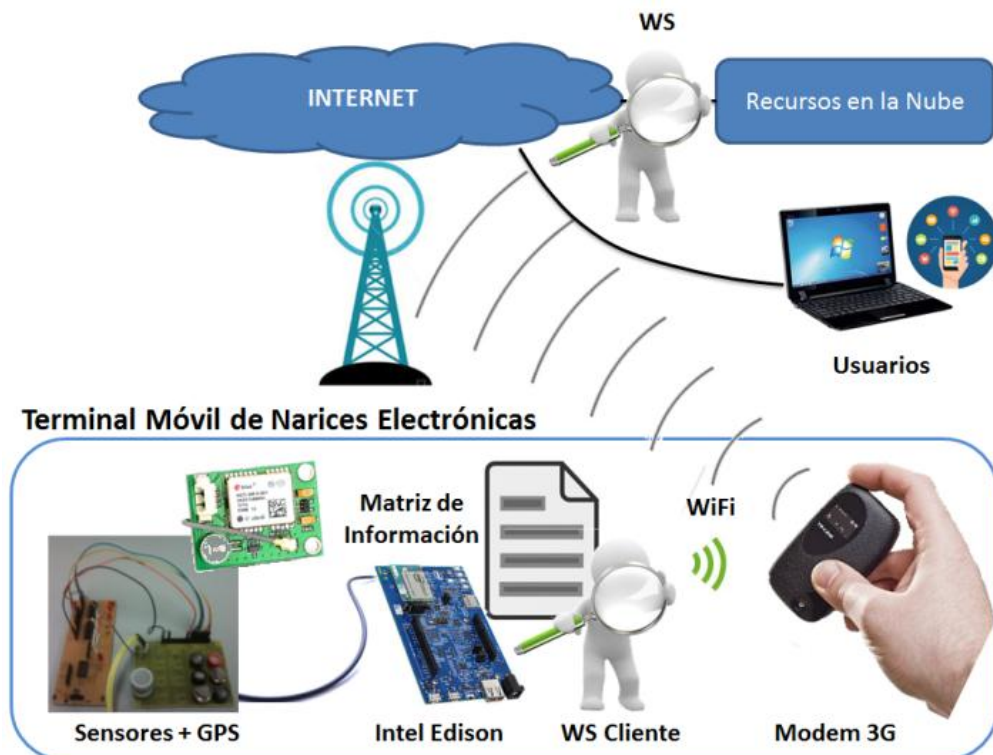 WS
INTERNET
Recursos en la Nube
Usuarios
Terminal Móvil de Narices Electrónicas
Matriz de
Información
WiFi
Sensores + GPS
Intel Edison
WS Cliente
Modem 3G